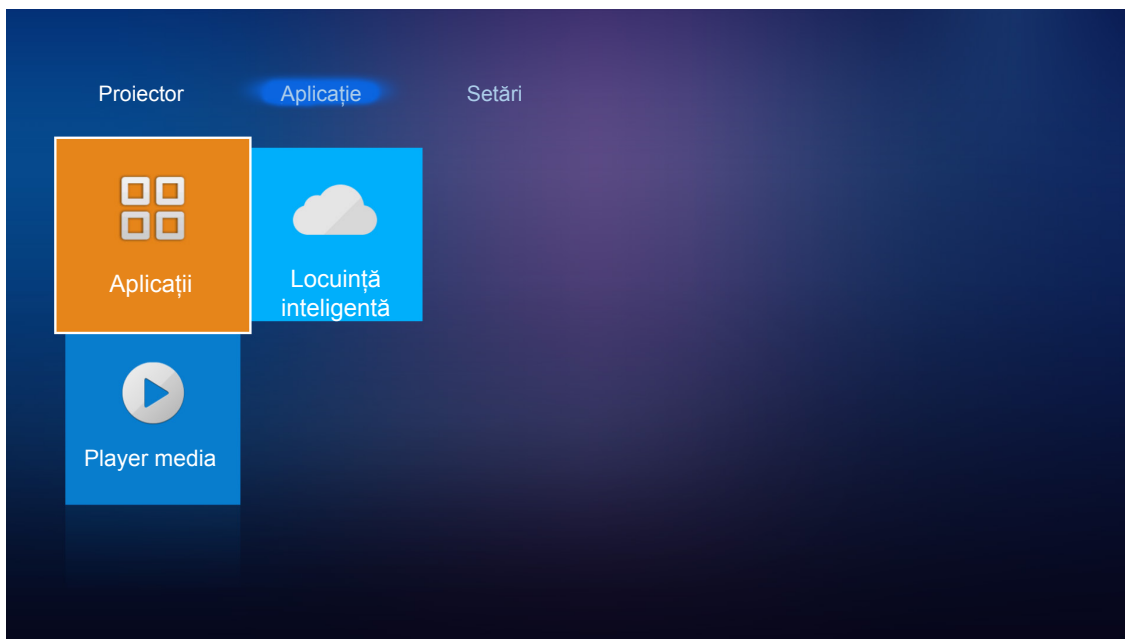 Proiector Aplicație Setări
Aplicații
Locuință
inteligentă
Player media